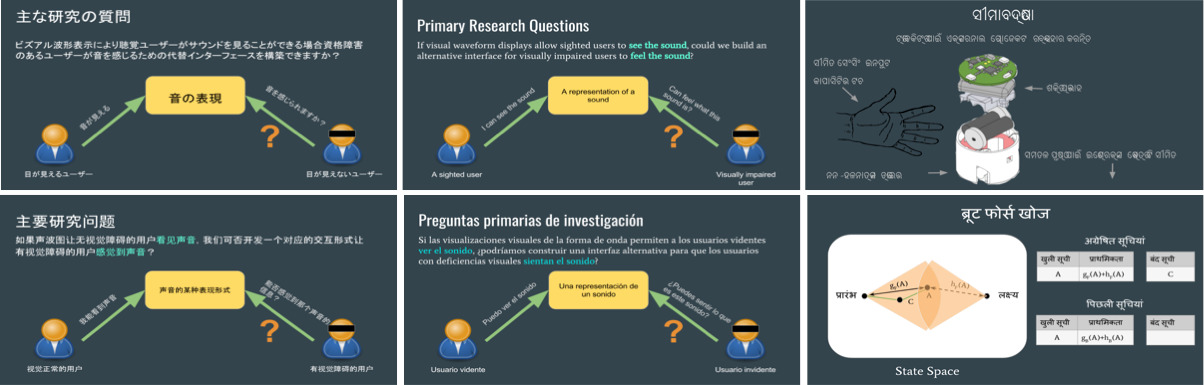 主な研究の質問
ビズアル波形表示により聴覚ユーザーがサウンドを見ることができる場合資格障害
のあるユーザーが音を感じるための代替インターフェースを構築できますか？
音の表現
音が見える
音を感じられますか？
?
目が見えるユーザー
目が見えないユーザー
Primary Research Questions
If visual waveform displays allow sighted users to see the sound, could we build an
alternative interface for visually impaired users to feel the sound?
A representation of a
sound
I can see the sound
Can feel what this
sound is?
?
A sighted user
Visually impaired
user
ସୀମିତ ସେଂସିଂ ଇନପୁଟ
主要研究问题
如果声波图让无视觉障碍的用户看见声音, 我们可否开发一个对应的交互形式让
有视觉障碍的用户感觉到声音？
声音的某种表现形式
我能看到声音
能否感觉到那个声音的
信息?
?
视觉正常的用户
有视觉障碍的用户
Preguntas primarias de investigación
Si las visualizaciones visuales de la forma de onda permiten a los usuarios videntes
ver el sonido, ¿podríamos construir una interfaz alternativa para que los usuarios
con deficiencias visuales sientan el sonido?
Una representación de
un sonido
Puedo ver el sonido
¿Puedes sentir lo que
es este sonido?
?
Usuario vidente
Usuario invidente
ब्रूट फोर्स खोज
प्रारंभ
g_F(A)
C
A
h_F(A)
लक्ष्य
अग्रेषित सूचियां
खुली सूची प्राथमिकता बंद सूची
A g_F(A)+h_F(A) C
पिछली सूचियां
खुली सूची प्राथमिकता बंद सूची
A g_B(A)+h_B(A)
State Space